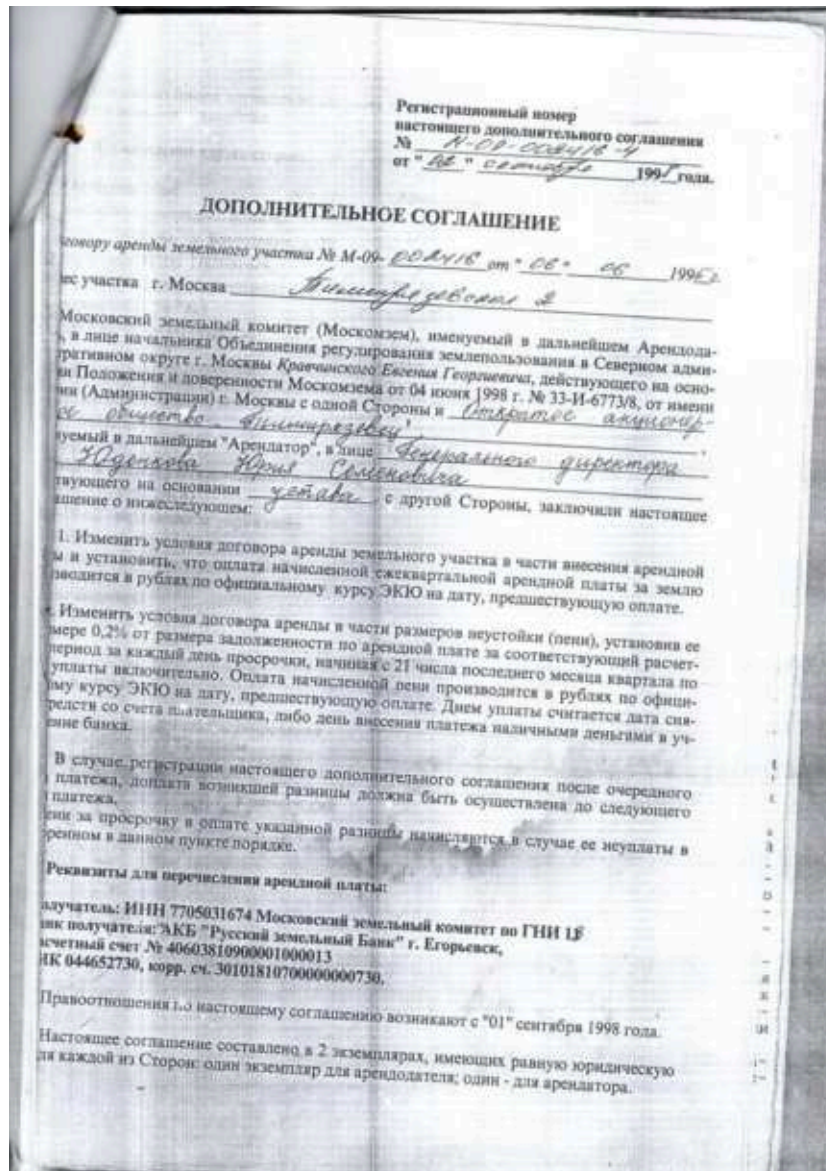 Регистрационный номер
настоящего дополнительного соглашения
№ М-09-002416-4
от "02" сентября 1998 года.
ДОПОЛНИТЕЛЬНОЕ СОГЛАШЕНИЕ
говору аренды земельного участка № М-09-002416 от "06" 06 1995 г.
ес участка г. Москва Тимирязевская 2
Московский земельный комитет (Москомзем), именуемый в дальнейшем Арендода-
, в лице начальника Объединения регулирования землепользования в Северном адми-
ративном округе г. Москвы Кравчинского Евгения Георгиевича, действующего на осно-
ии Положения и доверенности Москомзема от 04 июня 1998 г. № 33-И-6773/8, от имени
ии (Администрации) г. Москвы с одной Стороны и Открытое акционер-
ое общество "Тимирязевец",
нуемый в дальнейшем "Арендатор", в лице Генерального директора
Юденкова Юрия Семеновича
твующего на основании устава, с другой Стороны, заключили настоящее
ашение о нижеследующем:
1. Изменить условия договора аренды земельного участка в части внесения арендной
ы и установить, что оплата начисленной ежеквартальной арендной платы за землю
зводится в рублях по официальному курсу ЭКЮ на дату, предшествующую оплате.
Изменить условия договора аренды в части размеров неустойки (пени), установив ее
мере 0,2% от размера задолженности по арендной плате за соответствующий расчет-
период за каждый день просрочки, начиная с 21 числа последнего месяца квартала по
уплаты включительно. Оплата начисленной пени производится в рублях по офици-
ому курсу ЭКЮ на дату, предшествующую оплате. Днем уплаты считается дата спи-
редств со счета плательщика, либо день внесения платежа наличными деньгами в уч-
ение банка.
В случае регистрации настоящего дополнительного соглашения после очередного
платежа, доплата возникшей разницы должна быть осуществлена до следующего
платежа.
ени за просрочку в оплате указанной разницы начисляются в случае ее неуплаты в
ренном в данном пункте порядке.
Реквизиты для перечисления арендной платы:
олучатель: ИНН 7705031674 Московский земельный комитет по ГНИ 15
нк получателя: АКБ "Русский земельный Банк" г. Егорьевск,
счетный счет № 40603810900001000013
ИК 044652730, корр. сч. 30101810700000000730,
Правоотношения по настоящему соглашению возникают с "01" сентября 1998 года.
Настоящее соглашение составлено в 2 экземплярах, имеющих равную юридическую
ля каждой из Сторон: один экземпляр для арендодателя; один - для арендатора.